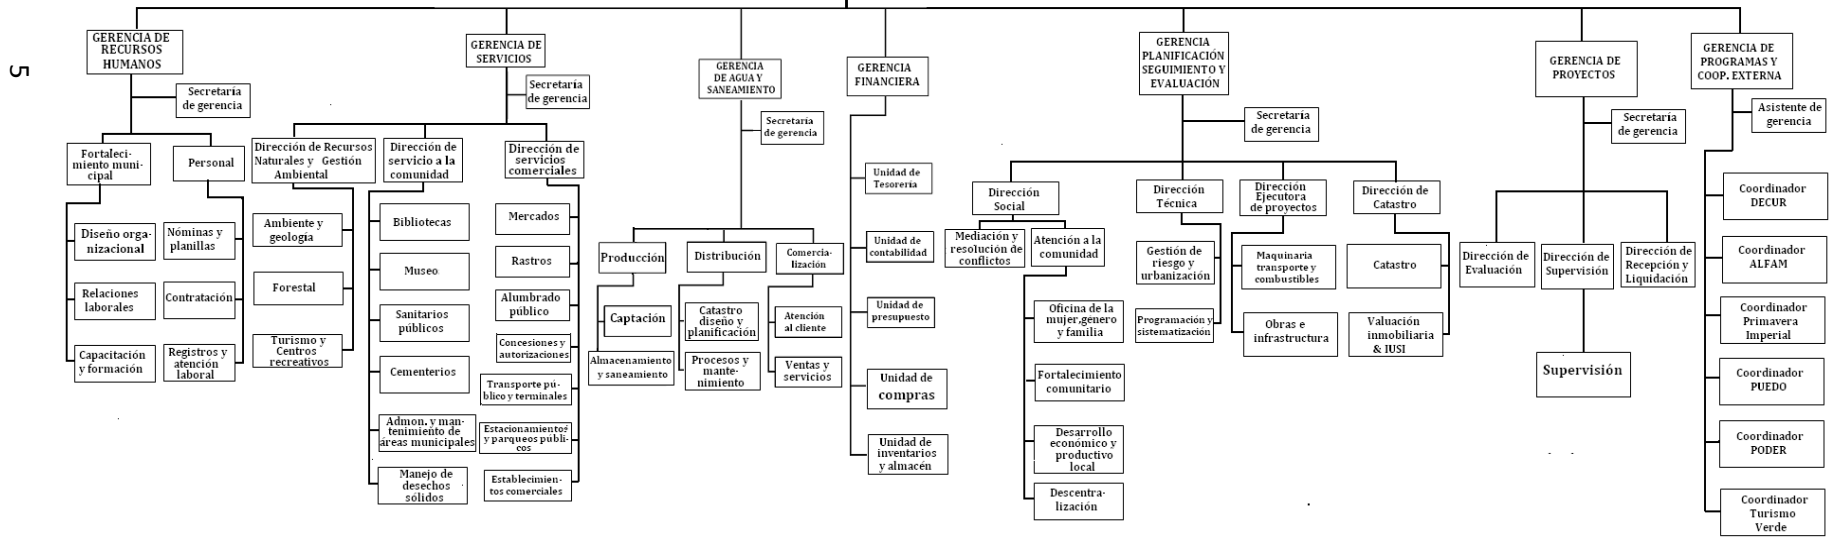 5
GERENCIA DE
RECURSOS
HUMANOS
Secretaría
de gerencia
Fortaleci-
miento muni-
cipal
Personal
Diseño orga-
nizacional
Relaciones
laborales
Capacitación
y formación
Nóminas y
planillas
Contratación
Registros y
atención
laboral
GERENCIA DE
SERVICIOS
Secretaría
de gerencia
Dirección de Recursos
Naturales y Gestión
Ambiental
Dirección de
servicio a la
comunidad
Dirección de
servicios
comerciales
Ambiente y
geología
Forestal
Turismo y
Centros
recreativos
Bibliotecas
Museo
Sanitarios
públicos
Cementerios
Admon. y man-
tenimiento de
áreas municipales
Manejo de
desechos
sólidos
Mercados
Rastros
Alumbrado
público
Concesiones y
autorizaciones
Transporte pú-
blico y terminales
Estacionamientos
y parqueos públi-
cos
Establecimien-
tos comerciales
GERENCIA
DE AGUA Y
SANEAMIENTO
Secretaría
de gerencia
Producción
Distribución
Comercia-
lización
Captación
Almacenamiento
y saneamiento
Catastro
diseño y
planificación
Procesos y
mante-
nimiento
Atención
al cliente
Ventas y
servicios
GERENCIA
FINANCIERA
Unidad de
Tesorería
Unidad de
contabilidad
Unidad de
presupuesto
Unidad de
compras
Unidad de
inventarios
y almacén
GERENCIA
PLANIFICACIÓN
SEGUIMIENTO Y
EVALUACIÓN
Secretaría
de gerencia
Dirección
Social
Dirección
Técnica
Dirección
Ejecutora
de proyectos
Dirección de
Catastro
Mediación y
resolución de
conflictos
Atención a la
comunidad
Oficina de la
mujer,género
y familia
Fortalecimiento
comunitario
Desarrollo
económico y
productivo
local
Descentra-
lización
Gestión de
riesgo y
urbanización
Programación y
sistematización
Maquinaria
transporte y
combustibles
Obras e
infrastructura
Catastro
Valuación
inmobiliaria
& IUSI
GERENCIA DE
PROYECTOS
Secretaría
de gerencia
Dirección de
Evaluación
Dirección de
Supervisión
Dirección de
Recepción y
Liquidación
Supervisión
GERENCIA DE
PROGRAMAS Y
COOP. EXTERNA
Asistente de
gerencia
Coordinador
DECUR
Coordinador
ALFAM
Coordinador
Primavera
Imperial
Coordinador
PUEDO
Coordinador
PODER
Coordinador
Turismo
Verde